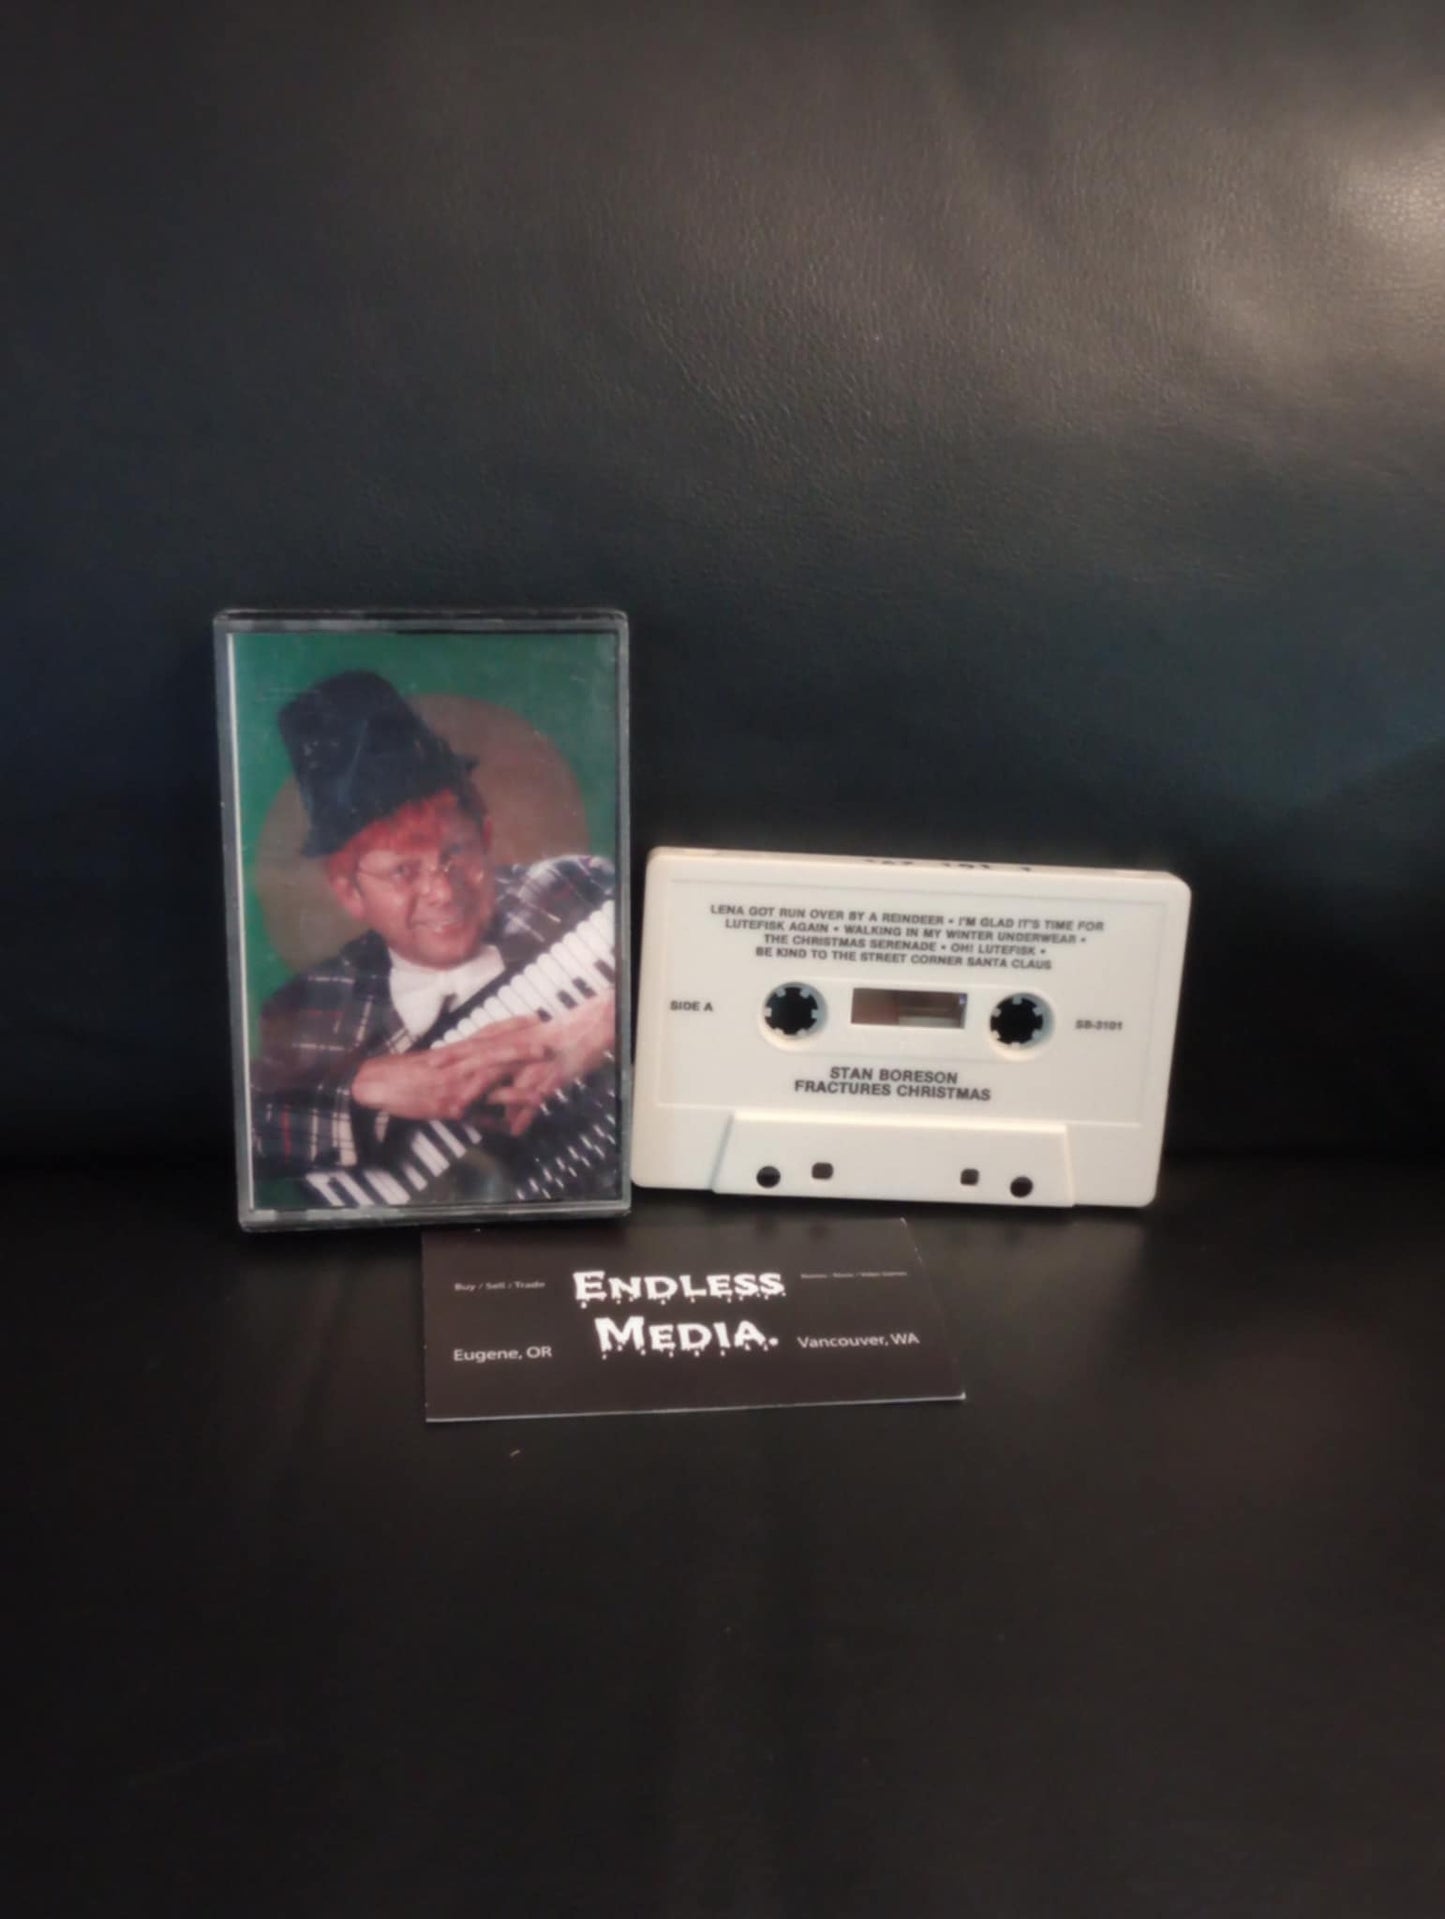 LENA GOT RUN OVER BY A REINDEER • I'M GLAD IT'S TIME FOR
LUTEFISK AGAIN • WALKING IN MY WINTER UNDERWEAR •
THE CHRISTMAS SERENADE • OH! LUTEFISK •
BE KIND TO THE STREET CORNER SANTA CLAUS
SIDE A
SB-3101
STAN BORESON
FRACTURES CHRISTMAS
Buy / Sell / Trade
ENDLESS
MEDIA.
Eugene, OR
Vancouver, WA